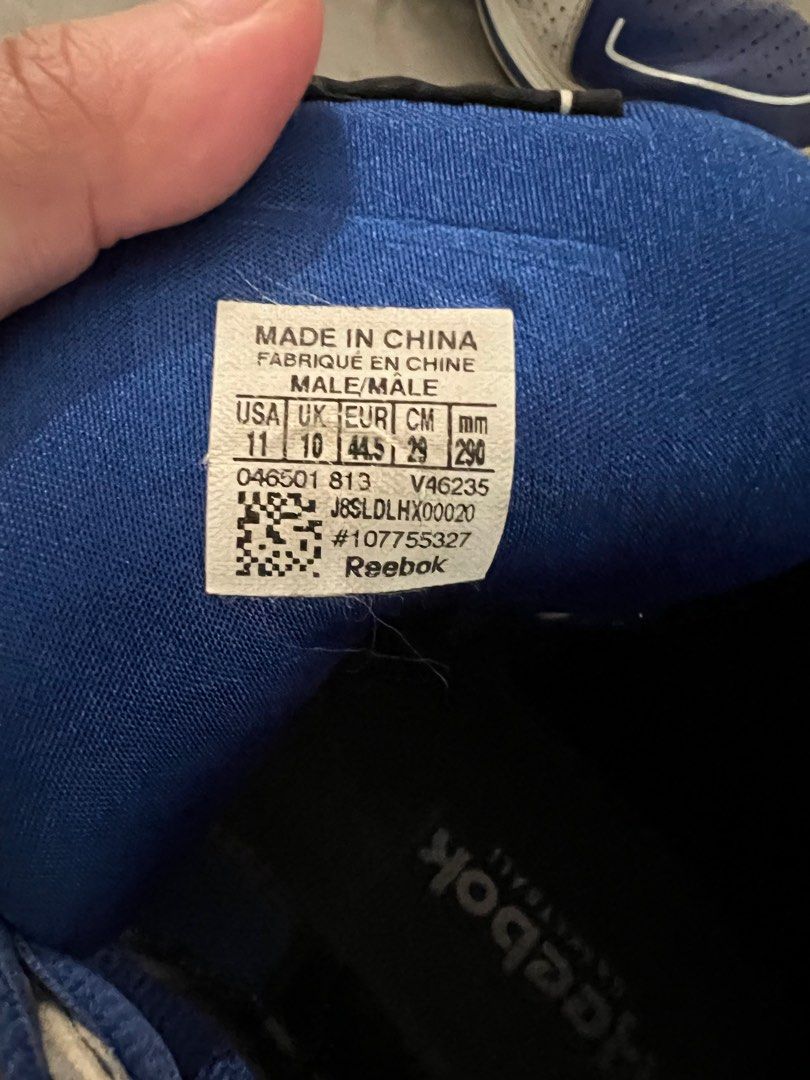 MADE IN CHINA
FABRIQUÉ EN CHINE
MALE/MÂLE
USA UK EUR CM mm
11 10 44.5 29 290
046501 813 V46235
J8SLDLHX00020
#107755327
Reebok
Reebok